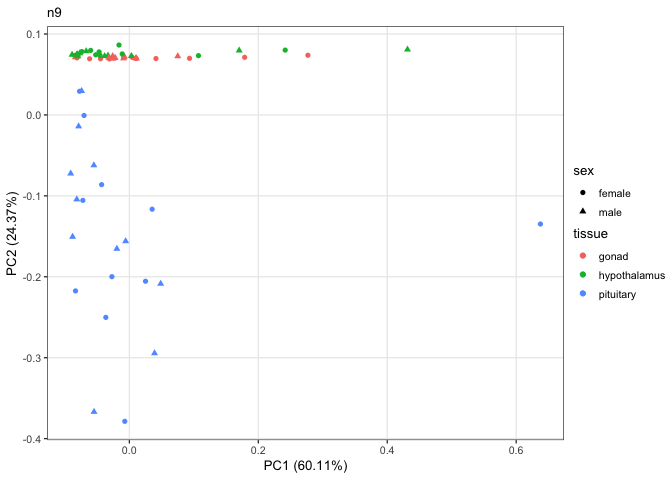 n9
0.1
0.0
-0.1
-0.2
-0.3
-0.4
PC2 (24.37%)
0.0
0.2
0.4
0.6
PC1 (60.11%)
sex
female
male
tissue
gonad
hypothalamus
pituitary